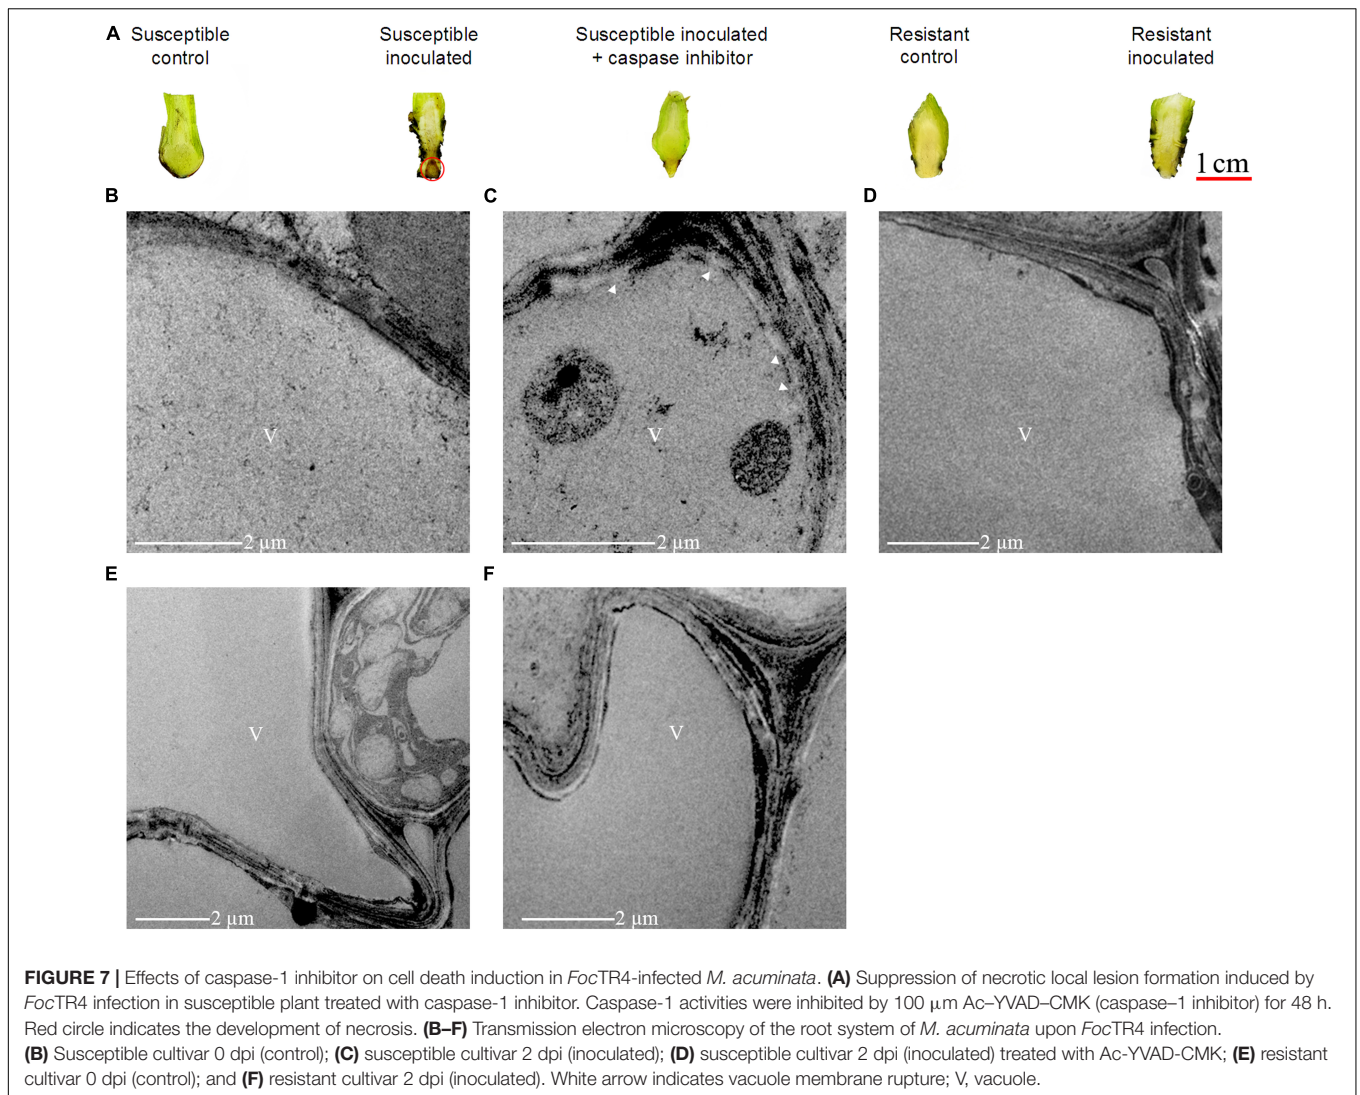 A Susceptible control
Susceptible inoculated
Susceptible inoculated + caspase inhibitor
Resistant control
Resistant inoculated
1 cm
B
C
D
V
V
V
2 µm
2 µm
2 µm
E
F
V
V
2 µm
2 µm
FIGURE 7 | Effects of caspase-1 inhibitor on cell death induction in FocTR4-infected M. acuminata. (A) Suppression of necrotic local lesion formation induced by
FocTR4 infection in susceptible plant treated with caspase-1 inhibitor. Caspase-1 activities were inhibited by 100 µm Ac–YVAD–CMK (caspase–1 inhibitor) for 48 h.
Red circle indicates the development of necrosis. (B–F) Transmission electron microscopy of the root system of M. acuminata upon FocTR4 infection.
(B) Susceptible cultivar 0 dpi (control); (C) susceptible cultivar 2 dpi (inoculated); (D) susceptible cultivar 2 dpi (inoculated) treated with Ac-YVAD-CMK; (E) resistant
cultivar 0 dpi (control); and (F) resistant cultivar 2 dpi (inoculated). White arrow indicates vacuole membrane rupture; V, vacuole.